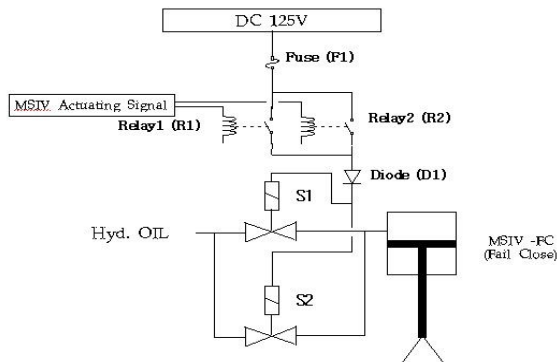 DC 125V
Fuse (F1)
MSIV Actuating Signal
Relay1 (R1)
Relay2 (R2)
Diode (D1)
S1
Hyd. OIL
MSIV -FC
(Fail Close)
S2